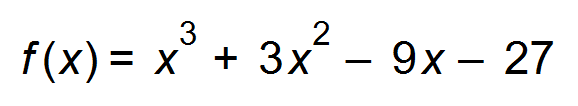 f(x) = x³ + 3x² – 9x – 27